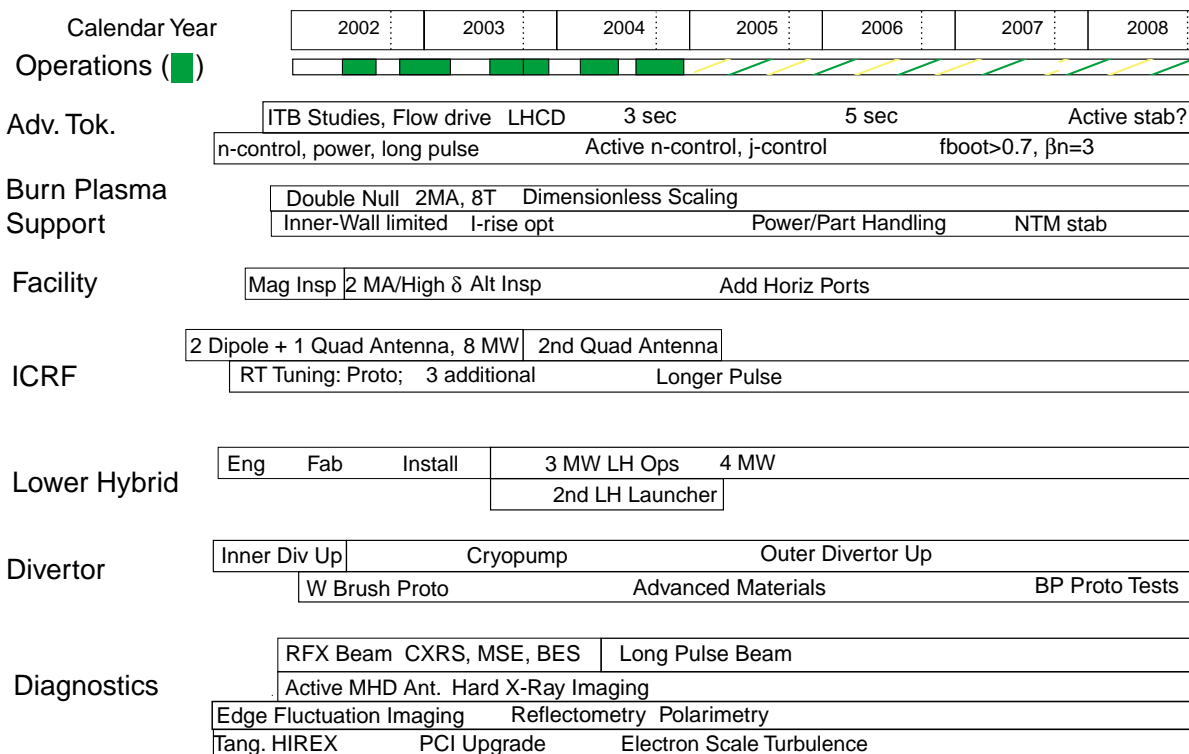 Calendar Year 2002 2003 2004 2005 2006 2007 2008
Operations ( )
Adv. Tok.
ITB Studies, Flow drive LHCD 3 sec 5 sec Active stab?
n-control, power, long pulse Active n-control, j-control fboot>0.7, βn=3
Burn Plasma
Support
Double Null 2MA, 8T Dimensionless Scaling
Inner-Wall limited I-rise opt Power/Part Handling NTM stab
Facility
Mag Insp 2 MA/High δ Alt Insp Add Horiz Ports
ICRF
2 Dipole + 1 Quad Antenna, 8 MW 2nd Quad Antenna
RT Tuning: Proto; 3 additional Longer Pulse
Lower Hybrid
Eng Fab Install 3 MW LH Ops 4 MW
2nd LH Launcher
Divertor
Inner Div Up Cryopump Outer Divertor Up
W Brush Proto Advanced Materials BP Proto Tests
Diagnostics
RFX Beam CXRS, MSE, BES Long Pulse Beam
Active MHD Ant. Hard X-Ray Imaging
Edge Fluctuation Imaging Reflectometry Polarimetry
Tang. HIREX PCI Upgrade Electron Scale Turbulence